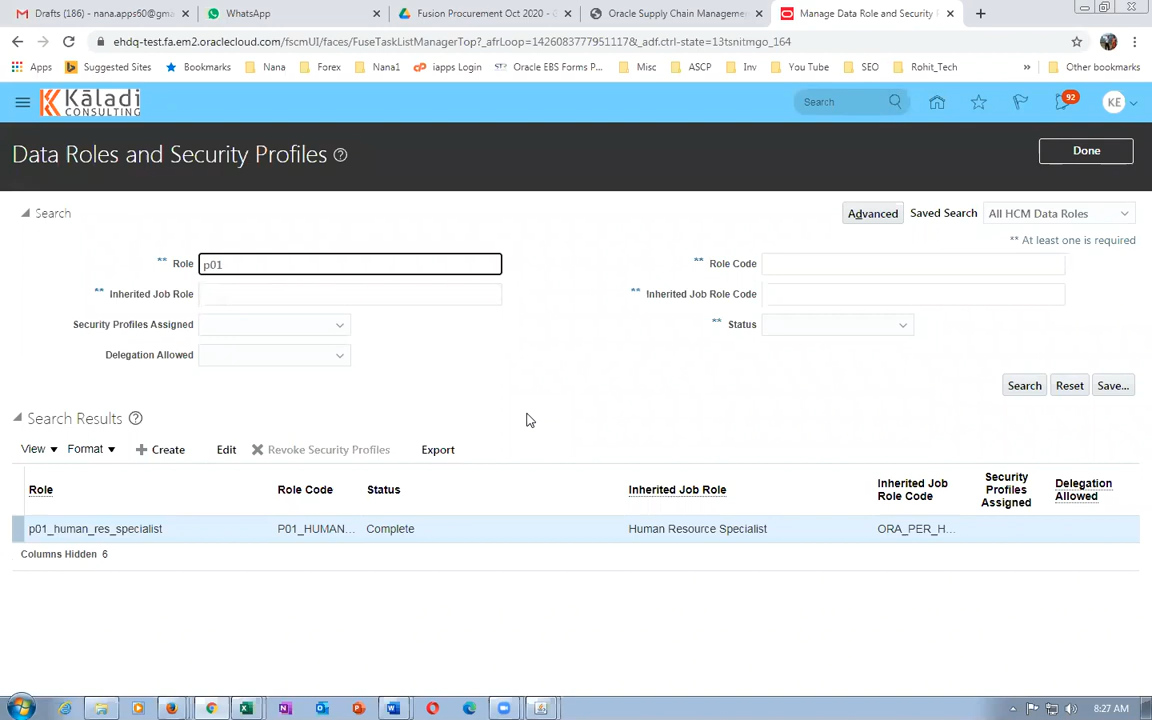 Drafts (186) - nana.apps60@gma
WhatsApp
Fusion Procurement Oct 2020 - G
Oracle Supply Chain Manageme
Manage Data Role and Security
ehdq-test.fa.em2.oraclecloud.com/fscmUI/faces/FuseTaskListManagerTop?_afrLoop=1426083777951117&_adf.ctrl-state=13tsnitmgo_164
Apps
Suggested Sites
Bookmarks
Nana
Forex
Nana1
iapps Login
Oracle EBS Forms P...
Misc
ASCP
Inv
You Tube
SEO
Rohit_Tech
»
Other bookmarks
Kāladi
CONSULTING
Search
92
KE
Data Roles and Security Profiles
Done
Search
Advanced
Saved Search
All HCM Data Roles
** At least one is required
** Role
p01
** Role Code
** Inherited Job Role
** Inherited Job Role Code
Security Profiles Assigned
** Status
Delegation Allowed
Search
Reset
Save...
Search Results
View
Format
Create
Edit
Revoke Security Profiles
Export
Role
Role Code
Status
Inherited Job Role
Inherited Job
Role Code
Security
Profiles
Assigned
Delegation
Allowed
p01_human_res_specialist
P01_HUMAN...
Complete
Human Resource Specialist
ORA_PER_H...
Columns Hidden 6
8:27 AM